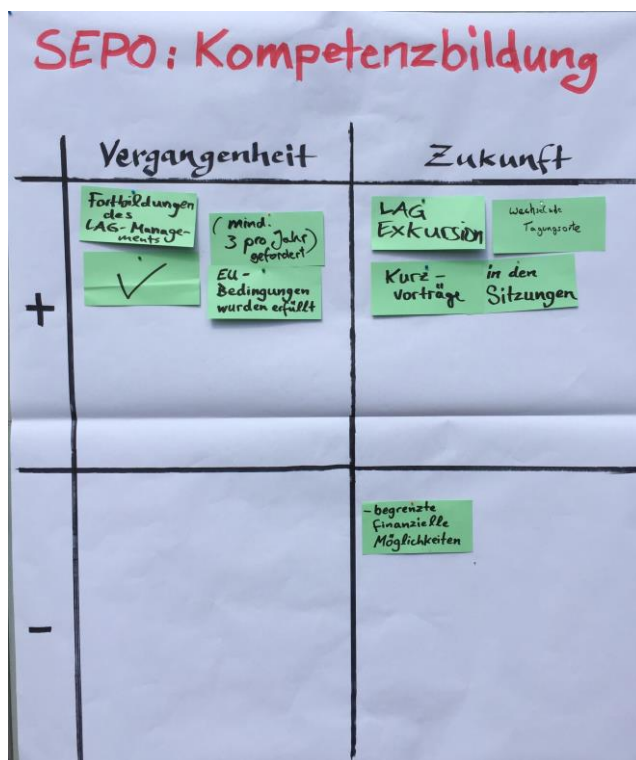 SEPO: Kompetenzbildung
Vergangenheit
Zukunft
+
Fortbildungen
des
LAG-Manage-
ments
(mind.
3 pro Jahr)
gefordert
✓
EU-
Bedingungen
wurden erfüllt
LAG
Exkursion
Tagungsorte
Kurz-
vorträge
in den
Sitzungen
-
-begrenzte
finanzielle
Möglichkeiten